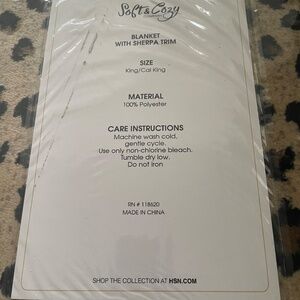 Soft & Cozy
BLANKET
WITH SHERPA TRIM
SIZE
King/Cal King
MATERIAL
100% Polyester
CARE INSTRUCTIONS
Machine wash cold,
gentle cycle.
Use only non-chlorine bleach.
Tumble dry low.
Do not iron
RN # 118620
MADE IN CHINA
SHOP THE COLLECTION AT HSN.COM